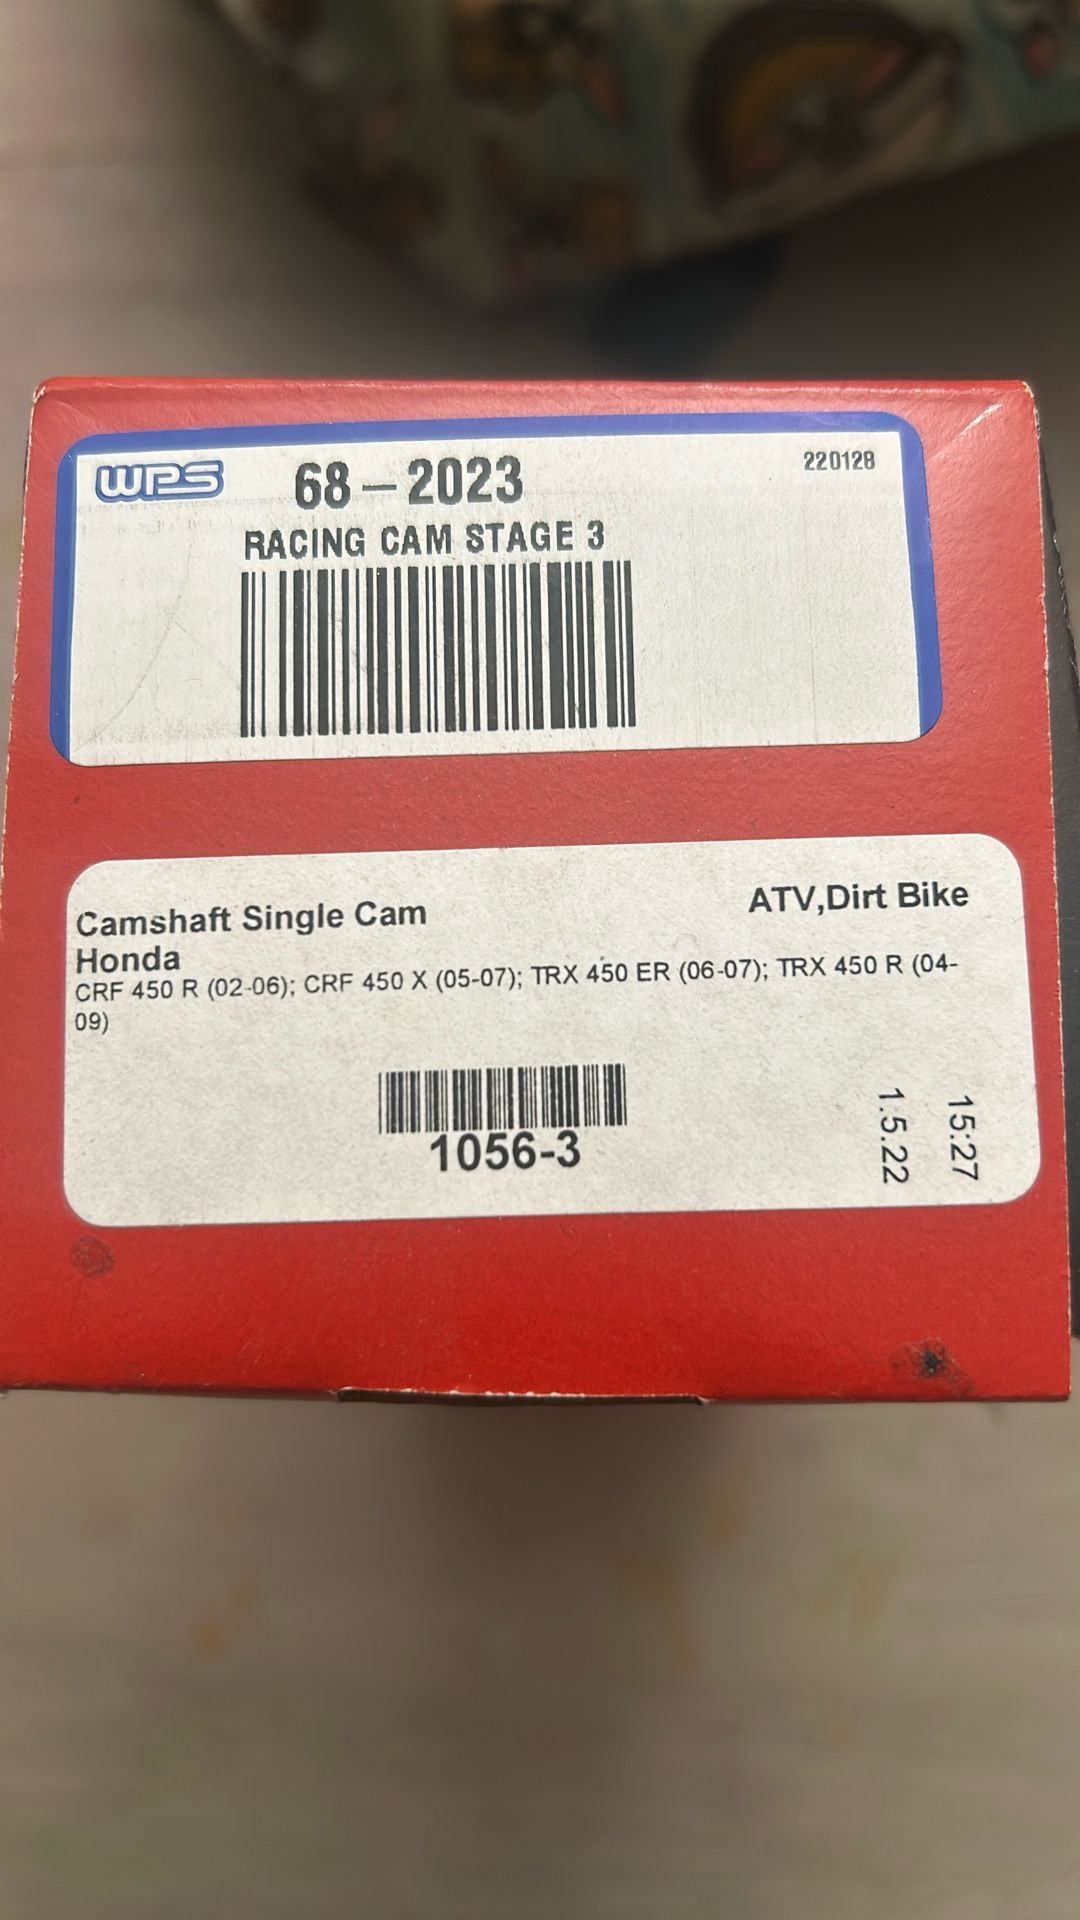 WPS 68-2023 220128
RACING CAM STAGE 3
Camshaft Single Cam ATV,Dirt Bike
Honda
CRF 450 R (02-06); CRF 450 X (05-07); TRX 450 ER (06-07); TRX 450 R (04-
09)
1056-3
1.5.22
15:27